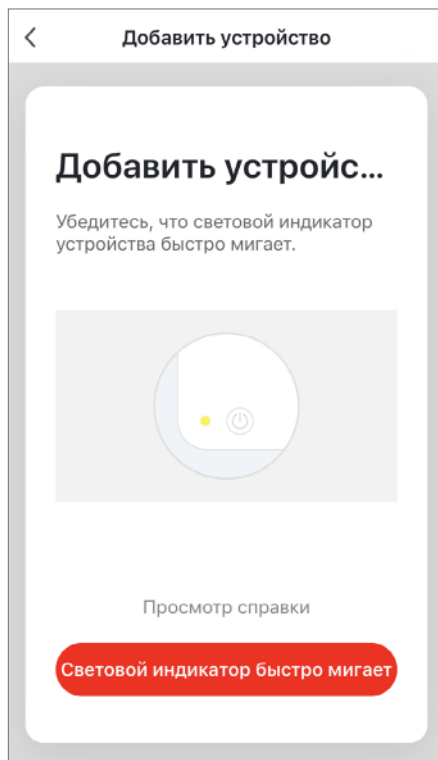 Добавить устройство
Добавить устройс...
Убедитесь, что световой индикатор
устройства быстро мигает.
Просмотр справки
Световой индикатор быстро мигает